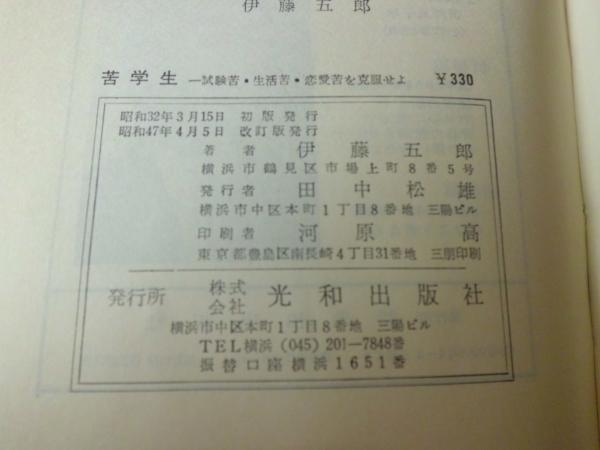 伊藤五郎
苦学生 ―試験苦・生活苦・恋愛苦を克服せよ ￥330
昭和32年3月15日 初版発行
昭和47年4月5日 改訂版発行
著者 伊藤五郎
横浜市鶴見区市場上町8番5号
発行者 田中松雄
横浜市中区本町1丁目8番地 三陽ビル
印刷者 河原高
東京都豊島区南長崎4丁目31番地 三朋印刷
発行所 株式会社 光和出版社
横浜市中区本町1丁目8番地 三陽ビル
TEL横浜（045）201―7848番
振替口座横浜1651番